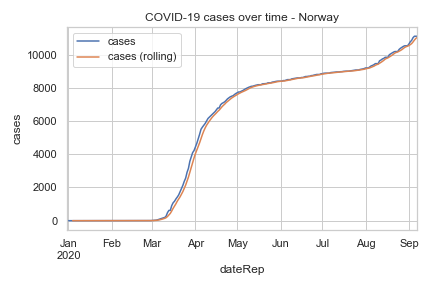 COVID-19 cases over time - Norway
cases
cases (rolling)
10000
8000
6000
4000
2000
0
cases
Jan Feb Mar Apr May Jun Jul Aug Sep
2020
dateRep